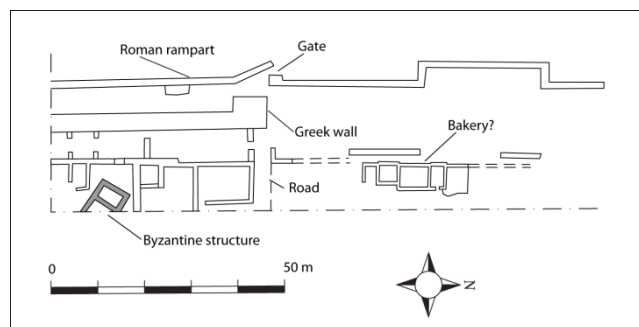 Roman rampart
Gate
Greek wall
Bakery?
Road
Byzantine structure
0
50 m
N